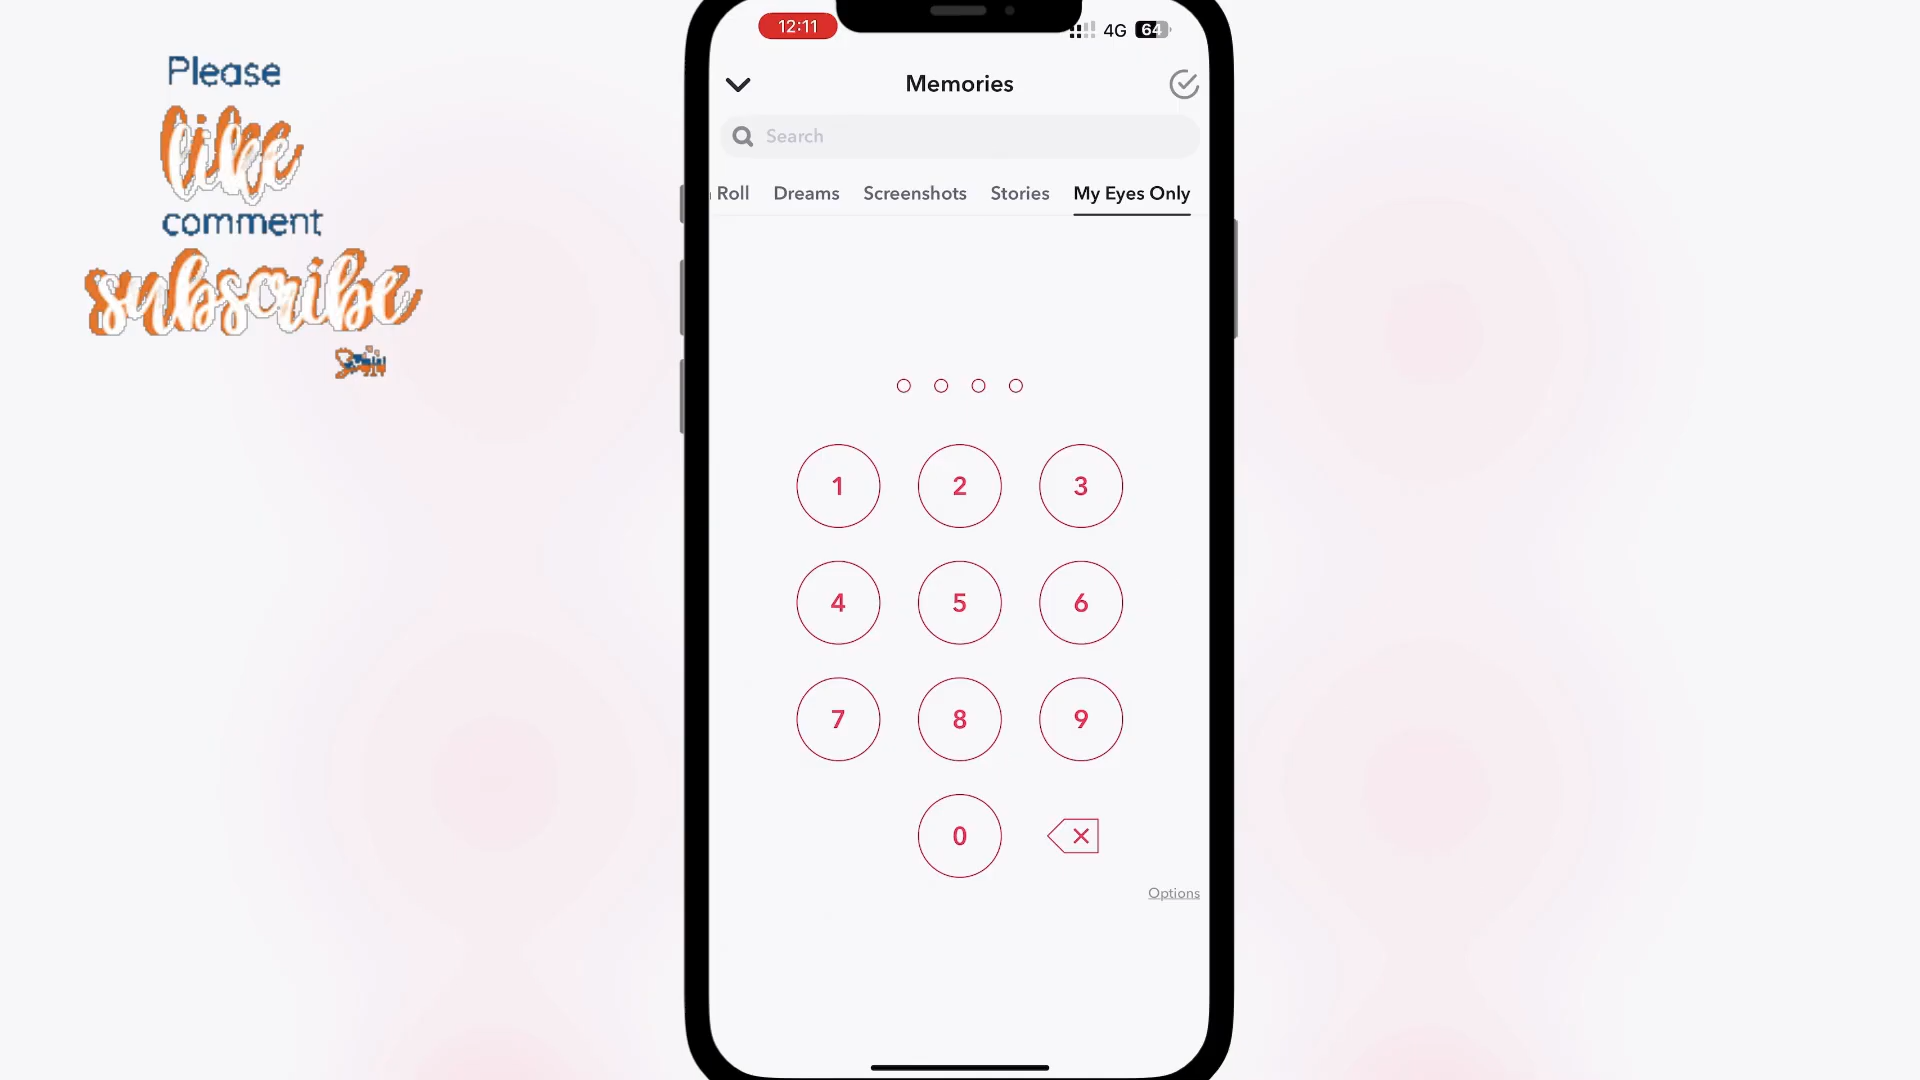 Please
like
comment
subscribe
12:11
4G 64
Memories
Search
Roll Dreams Screenshots Stories My Eyes Only
1 2 3
4 5 6
7 8 9
0
Options